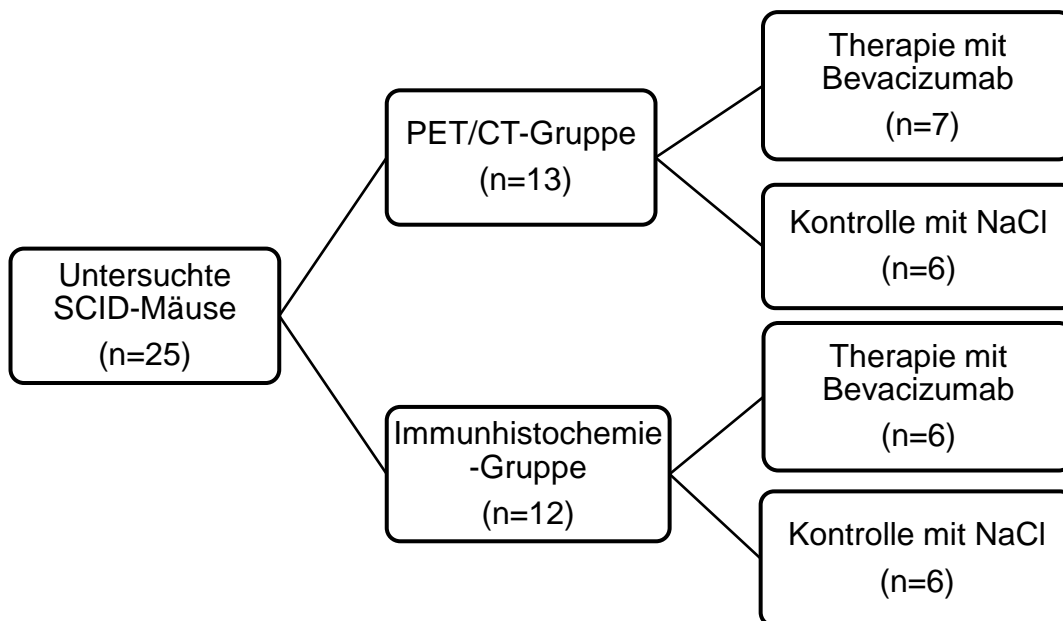 Untersuchte
SCID-Mäuse
(n=25)
PET/CT-Gruppe
(n=13)
Therapie mit
Bevacizumab
(n=7)
Kontrolle mit NaCl
(n=6)
Immunhistochemie
-Gruppe
(n=12)
Therapie mit
Bevacizumab
(n=6)
Kontrolle mit NaCl
(n=6)